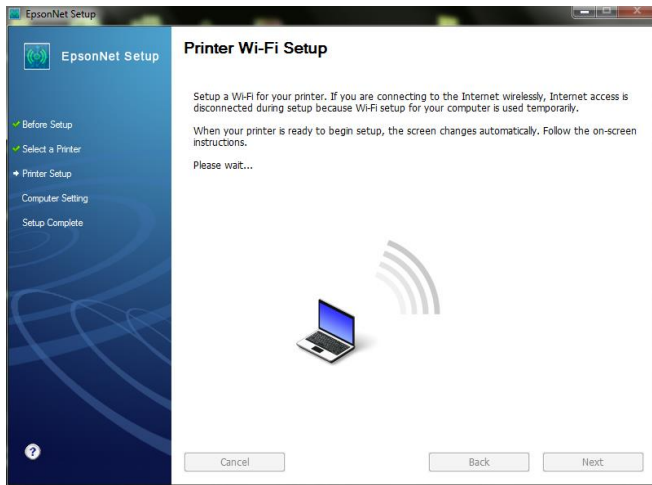 EpsonNet Setup
EpsonNet Setup
Before Setup
Select a Printer
Printer Setup
Computer Setting
Setup Complete
Printer Wi-Fi Setup
Setup a Wi-Fi for your printer. If you are connecting to the Internet wirelessly, Internet access is
disconnected during setup because Wi-Fi setup for your computer is used temporarily.
When your printer is ready to begin setup, the screen changes automatically. Follow the on-screen
instructions.
Please wait...
?
Cancel
Back
Next